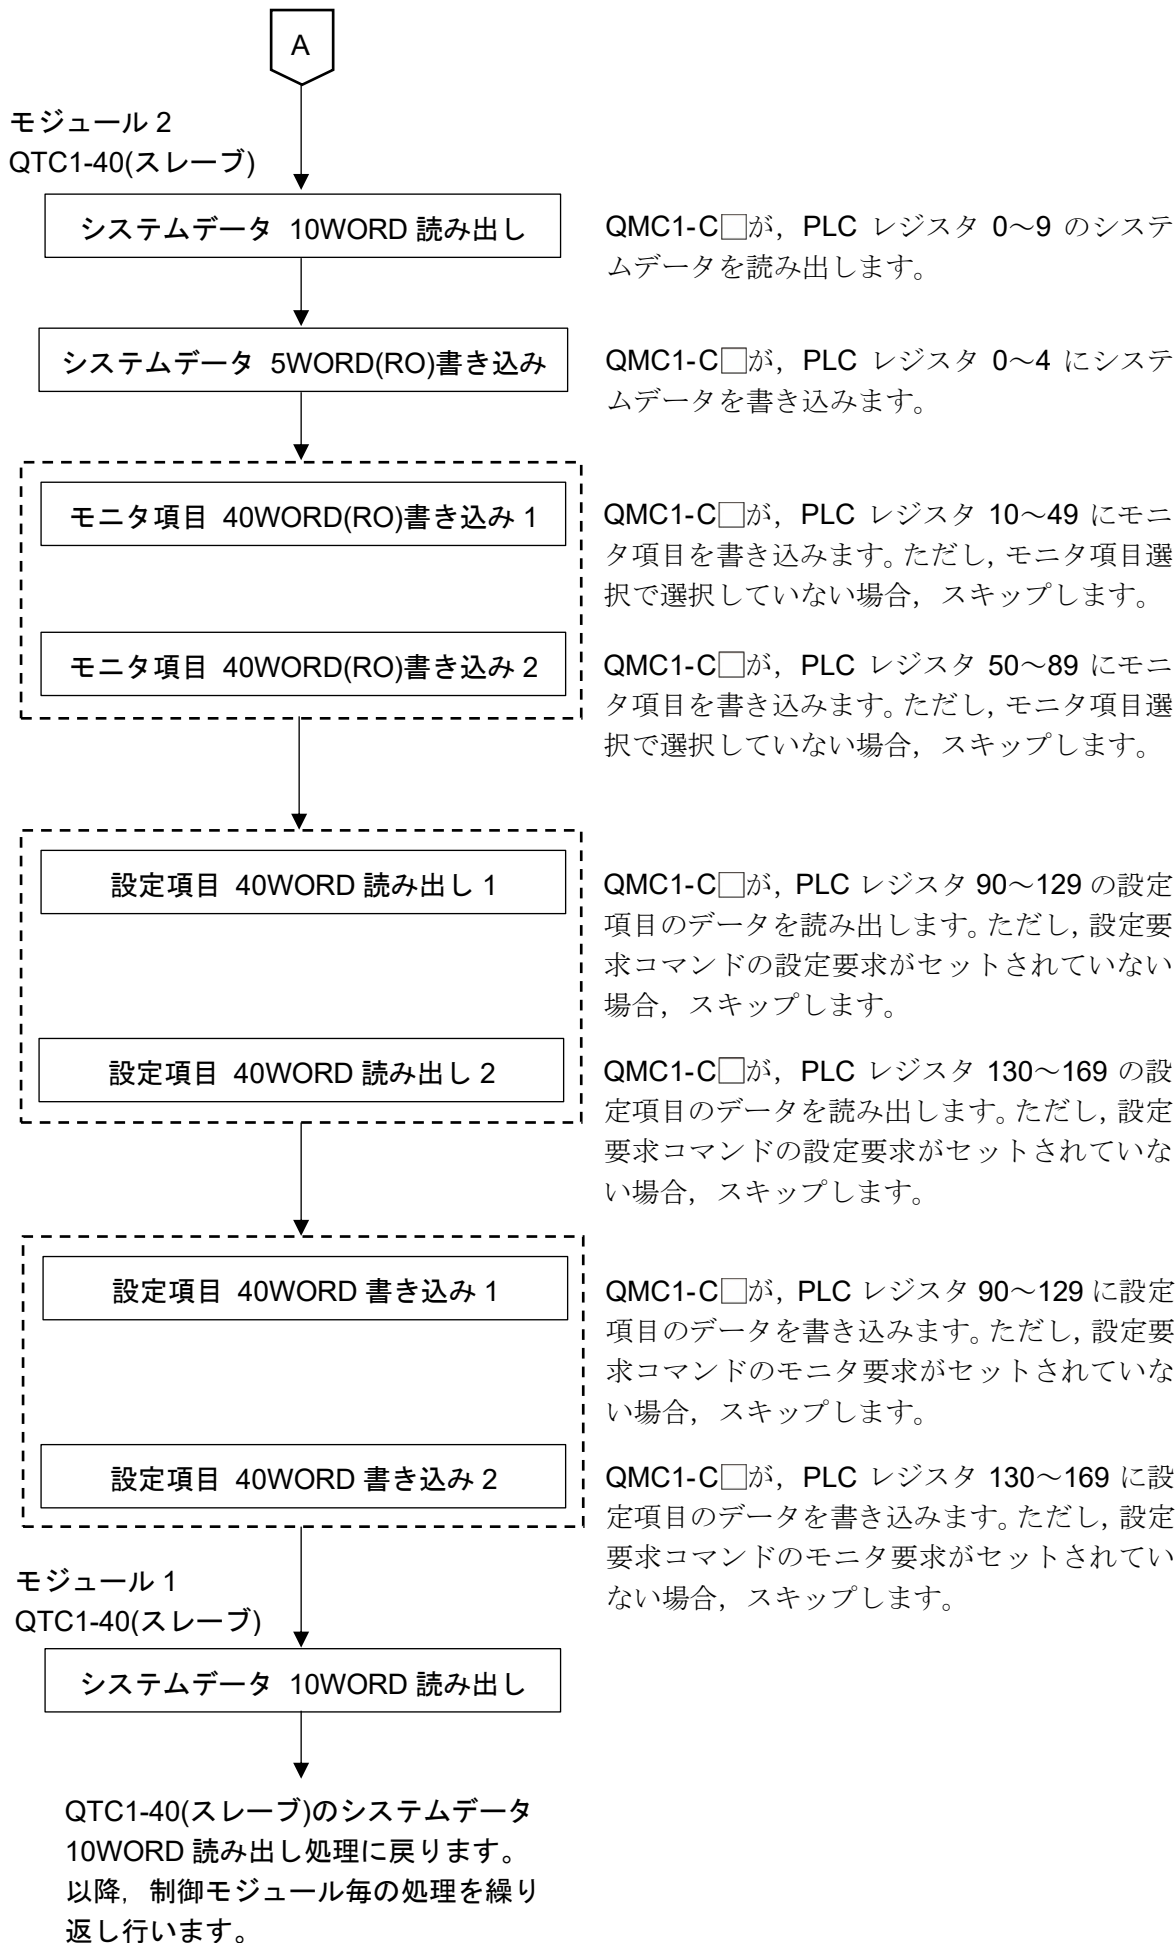 A
モジュール 2
QTC1-40(スレーブ)
システムデータ 10WORD 読み出し
QMC1-C□が，PLC レジスタ 0～9 のシステ
ムデータを読み出します。
システムデータ 5WORD(RO)書き込み
QMC1-C□が，PLC レジスタ 0～4 にシステ
ムデータを書き込みます。
モニタ項目 40WORD(RO)書き込み 1
QMC1-C□が，PLC レジスタ 10～49 にモニ
タ項目を書き込みます。ただし，モニタ項目選
択で選択していない場合，スキップします。
モニタ項目 40WORD(RO)書き込み 2
QMC1-C□が，PLC レジスタ 50～89 にモニ
タ項目を書き込みます。ただし，モニタ項目選
択で選択していない場合，スキップします。
設定項目 40WORD 読み出し 1
QMC1-C□が，PLC レジスタ 90～129 の設定
項目のデータを読み出します。ただし，設定要
求コマンドの設定要求がセットされていない
場合，スキップします。
設定項目 40WORD 読み出し 2
QMC1-C□が，PLC レジスタ 130～169 の設
定項目のデータを読み出します。ただし，設定
要求コマンドの設定要求がセットされていな
い場合，スキップします。
設定項目 40WORD 書き込み 1
QMC1-C□が，PLC レジスタ 90～129 に設定
項目のデータを書き込みます。ただし，設定要
求コマンドのモニタ要求がセットされていな
い場合，スキップします。
設定項目 40WORD 書き込み 2
QMC1-C□が，PLC レジスタ 130～169 に設
定項目のデータを書き込みます。ただし，設定
要求コマンドのモニタ要求がセットされてい
ない場合，スキップします。
モジュール 1
QTC1-40(スレーブ)
システムデータ 10WORD 読み出し
QTC1-40(スレーブ)のシステムデータ
10WORD 読み出し処理に戻ります。
以降，制御モジュール毎の処理を繰り
返し行います。